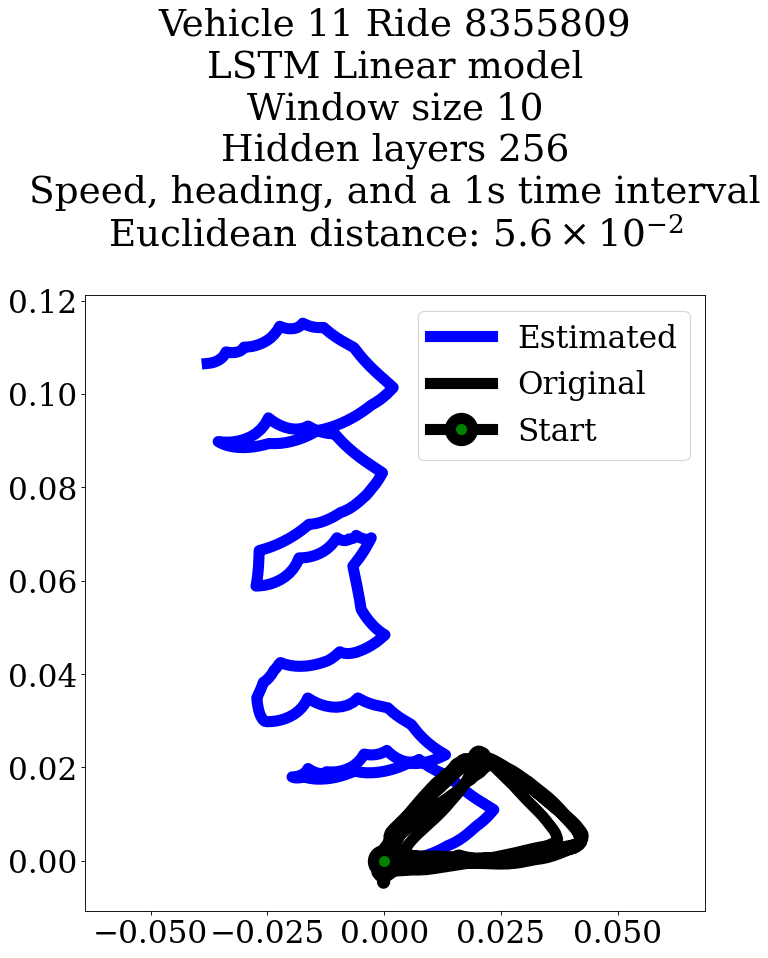 Vehicle 11 Ride 8355809
LSTM Linear model
Window size 10
Hidden layers 256
Speed, heading, and a 1s time interval
Euclidean distance: 5.6 × 10⁻²
0.12
Estimated
Original
0.10
Start
0.08
0.06
0.04
0.02
0.00
−0.050 −0.025 0.000 0.025 0.050